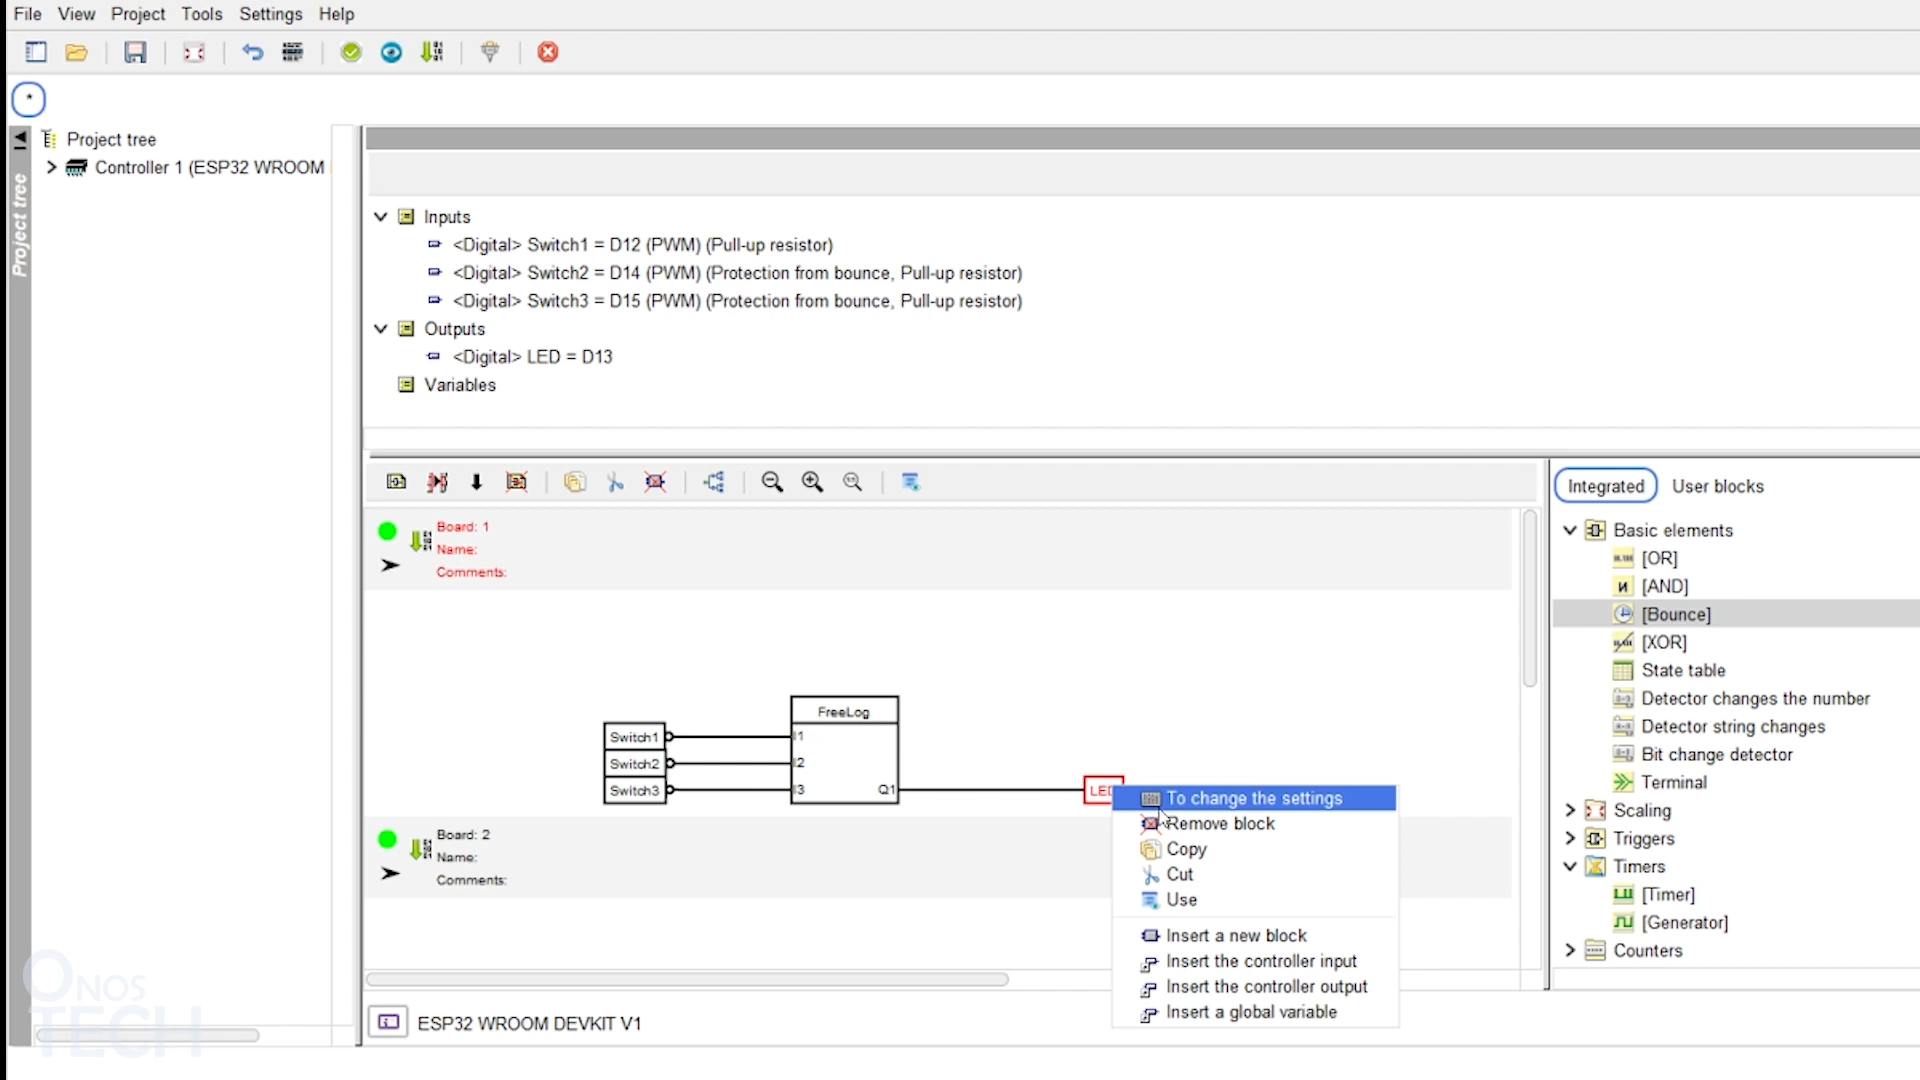 File View Project Tools Settings Help
*
Project tree
Controller 1 (ESP32 WROOM
Project tree
Inputs
<Digital> Switch1 = D12 (PWM) (Pull-up resistor)
<Digital> Switch2 = D14 (PWM) (Protection from bounce, Pull-up resistor)
<Digital> Switch3 = D15 (PWM) (Protection from bounce, Pull-up resistor)
Outputs
<Digital> LED = D13
Variables
Integrated User blocks
Board: 1
Name:
Comments:
FreeLog
Switch1 I1
Switch2 I2
Switch3 I3 Q1
LED
Board: 2
Name:
Comments:
To change the settings
Remove block
Copy
Cut
Use
Insert a new block
Insert the controller input
Insert the controller output
Insert a global variable
Basic elements
[OR]
[AND]
[Bounce]
[XOR]
State table
Detector changes the number
Detector string changes
Bit change detector
Terminal
Scaling
Triggers
Timers
[Timer]
[Generator]
Counters
ESP32 WROOM DEVKIT V1
ONOS
TECH